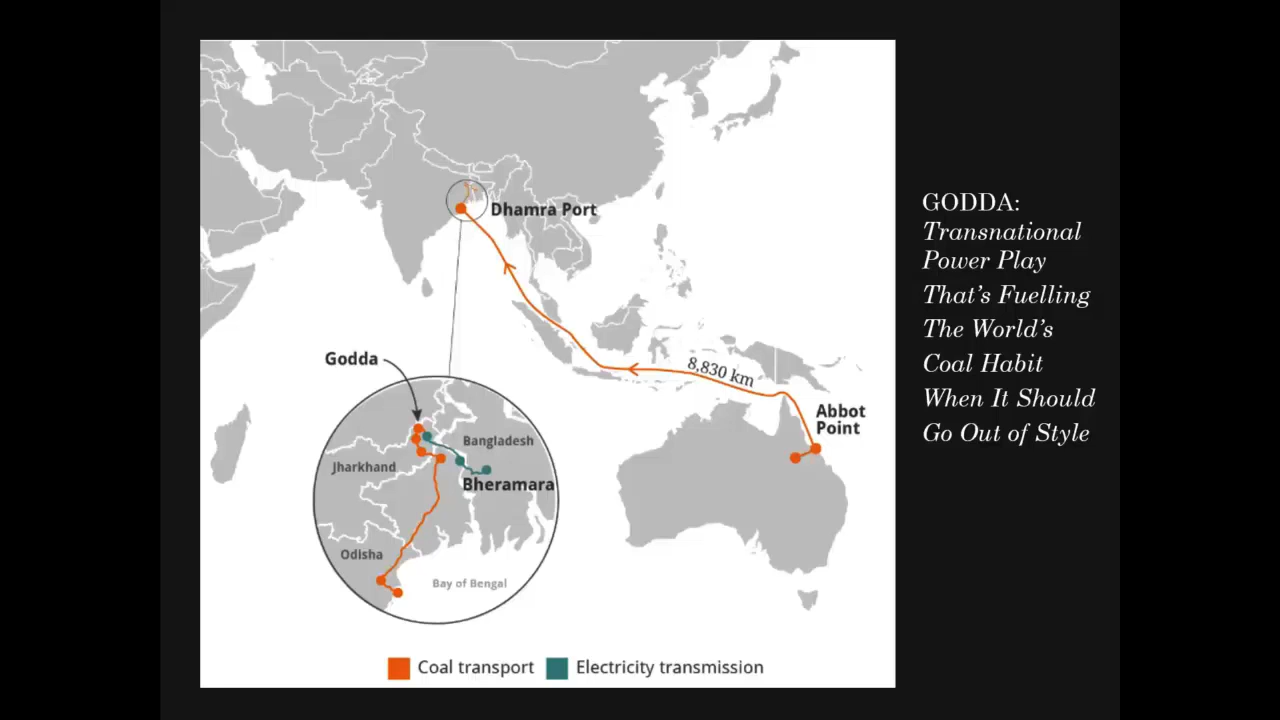 Dhamra Port
8,830 km
Abbot
Point
Godda
Bangladesh
Jharkhand
Bheramara
Odisha
Bay of Bengal
Coal transport
Electricity transmission
GODDA:
Transnational
Power Play
That's Fuelling
The World's
Coal Habit
When It Should
Go Out of Style